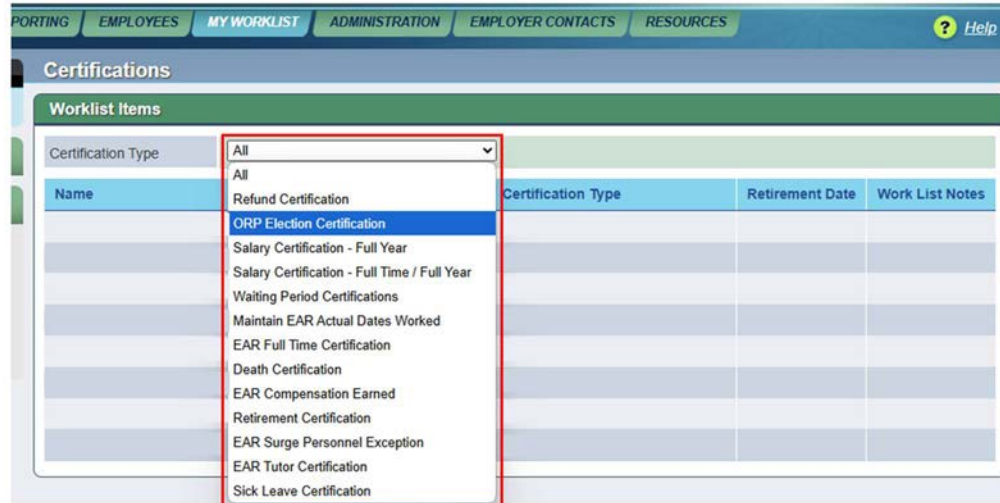 PORTING EMPLOYEES MY WORKLIST ADMINISTRATION EMPLOYER CONTACTS RESOURCES ? Help
Certifications
Worklist Items
Certification Type All
Name Certification Type Retirement Date Work List Notes
All
Refund Certification
ORP Election Certification
Salary Certification - Full Year
Salary Certification - Full Time / Full Year
Waiting Period Certifications
Maintain EAR Actual Dates Worked
EAR Full Time Certification
Death Certification
EAR Compensation Earned
Retirement Certification
EAR Surge Personnel Exception
EAR Tutor Certification
Sick Leave Certification